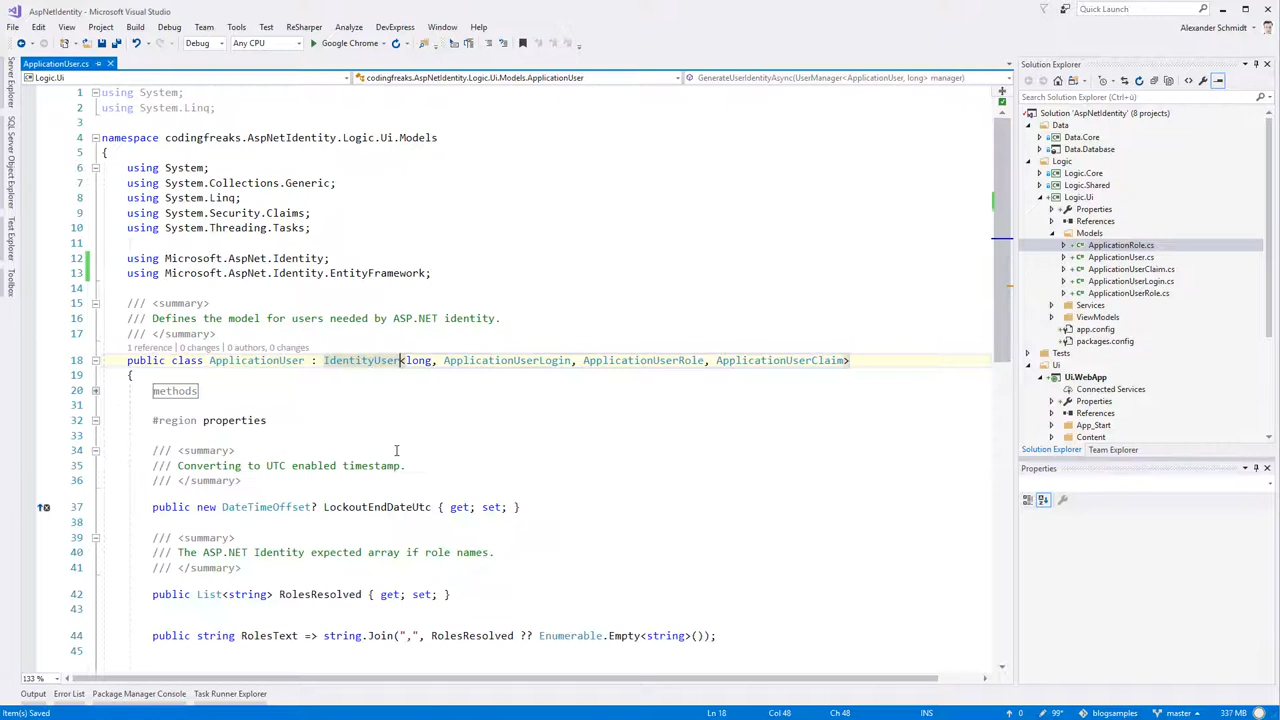 AspNetIdentity - Microsoft Visual Studio
Quick Launch
File Edit View Project Build Debug Team Tools Test ReSharper Analyze DevExpress Window Help
Alexander Schmidt
Debug Any CPU Google Chrome
ApplicationUser.cs
Logic.Ui codingfreaks.AspNetIdentity.Logic.Ui.Models.ApplicationUser GenerateUserIdentityAsync(UserManager<ApplicationUser, long> manager)
Server Explorer
SQL Server Object Explorer
Test Explorer
Toolbox
1 using System;
2 using System.Linq;
3
4 namespace codingfreaks.AspNetIdentity.Logic.Ui.Models
5 {
6 using System;
7 using System.Collections.Generic;
8 using System.Linq;
9 using System.Security.Claims;
10 using System.Threading.Tasks;
11
12 using Microsoft.AspNet.Identity;
13 using Microsoft.AspNet.Identity.EntityFramework;
14
15 /// <summary>
16 /// Defines the model for users needed by ASP.NET identity.
17 /// </summary>
1 reference | 0 changes | 0 authors, 0 changes
18 public class ApplicationUser : IdentityUser<long, ApplicationUserLogin, ApplicationUserRole, ApplicationUserClaim>
19 {
20 methods
32 #region properties
33
34 /// <summary>
35 /// Converting to UTC enabled timestamp.
36 /// </summary>
37 public new DateTimeOffset? LockoutEndDateUtc { get; set; }
38
39 /// <summary>
40 /// The ASP.NET Identity expected array if role names.
41 /// </summary>
42 public List<string> RolesResolved { get; set; }
43
44 public string RolesText => string.Join(",", RolesResolved ?? Enumerable.Empty<string>());
45
133 %
Solution Explorer
Search Solution Explorer (Ctrl+ü)
Solution 'AspNetIdentity' (8 projects)
Data
Data.Core
Data.Database
Logic
Logic.Core
Logic.Shared
Logic.Ui
Properties
References
Models
ApplicationRole.cs
ApplicationUser.cs
ApplicationUserClaim.cs
ApplicationUserLogin.cs
ApplicationUserRole.cs
Services
ViewModels
app.config
packages.config
Tests
Ui
Ui.WebApp
Connected Services
Properties
References
App_Start
Content
Solution Explorer Team Explorer
Properties
Output Error List Package Manager Console Task Runner Explorer
Item(s) Saved Ln 18 Col 48 Ch 48 INS 0 99* blogsamples master 337 MB